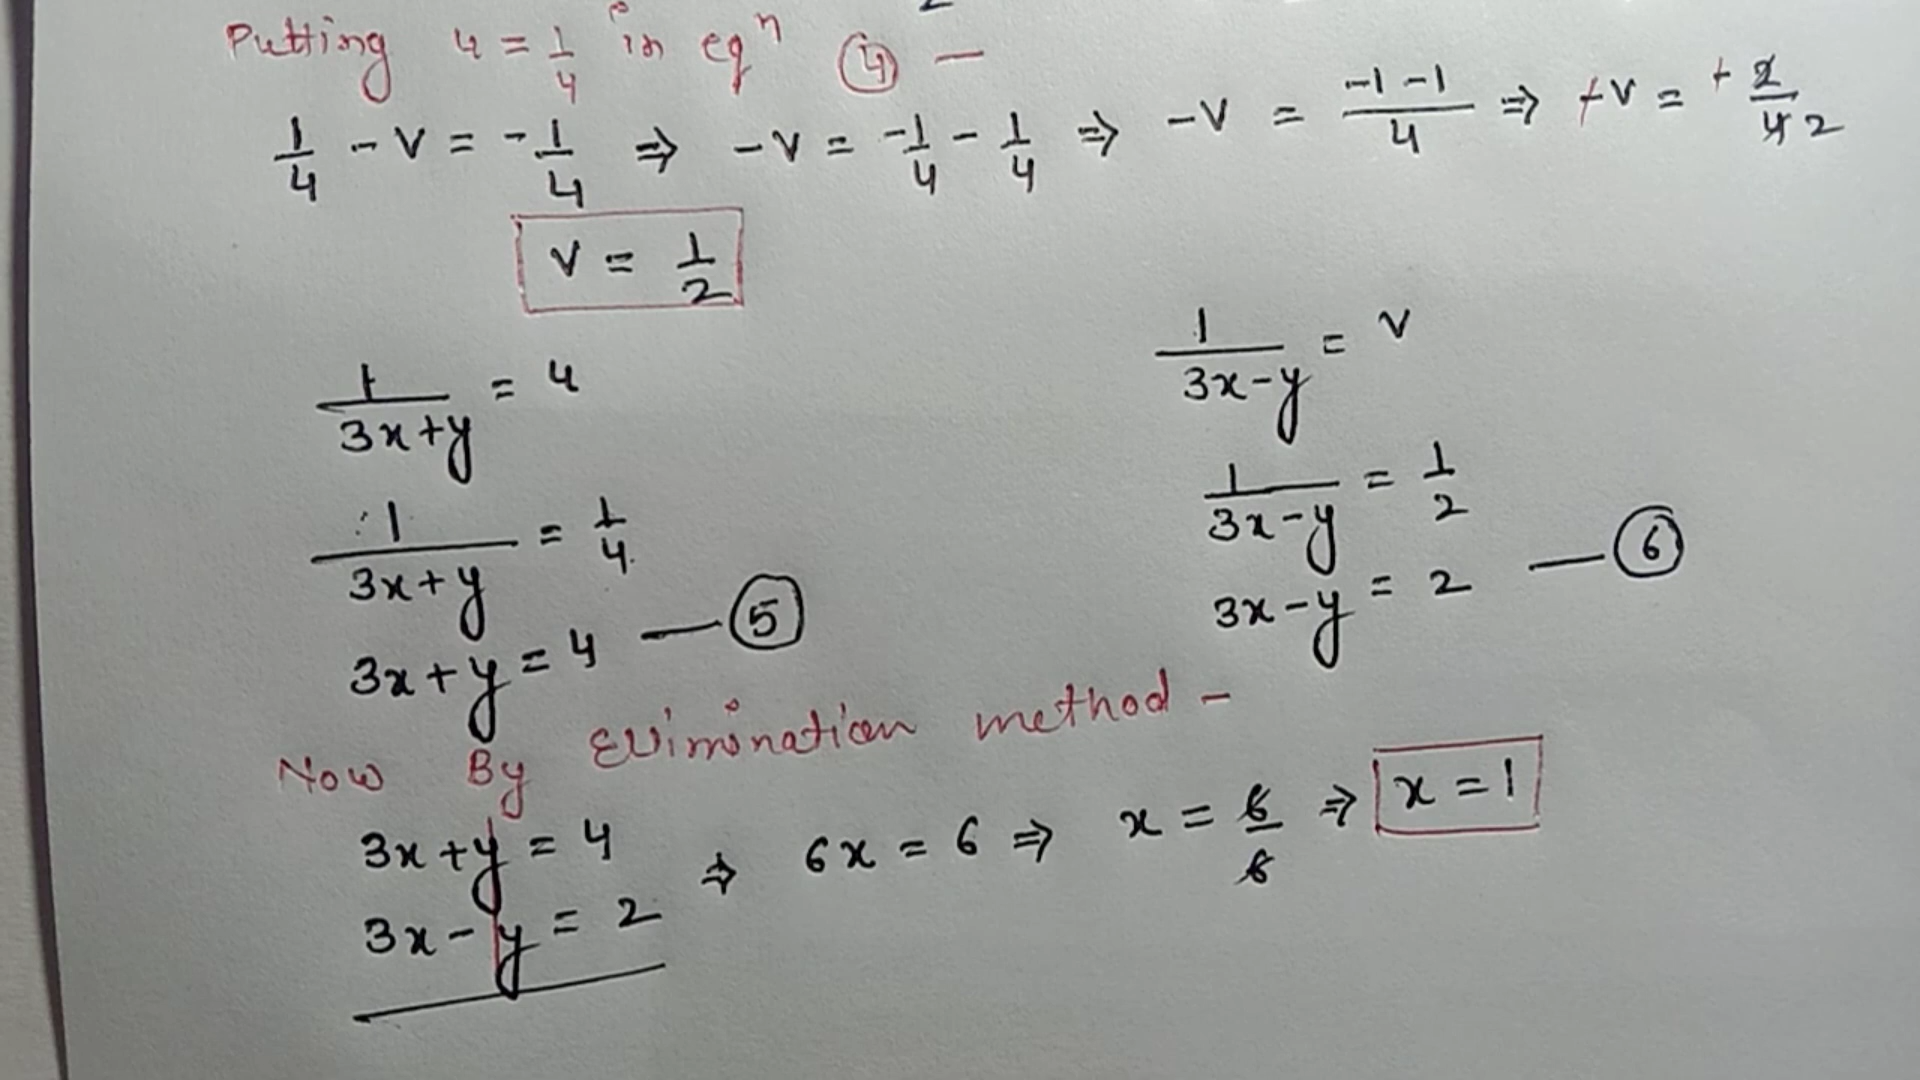 Putting u = 1/4 in eqⁿ ④ —
1/4 - v = -1/4 ⇒ -v = -1/4 - 1/4 ⇒ -v = (-1-1)/4 ⇒ +v = +2/4 2
v = 1/2
1/(3x+y) = u
1/(3x-y) = v
1/(3x+y) = 1/4
1/(3x-y) = 1/2
3x+y = 4 — ⑤
3x-y = 2 — ⑥
Now By Elimination method -
3x+y = 4
3x-y = 2
⇒ 6x = 6 ⇒ x = 6/6 ⇒ x = 1